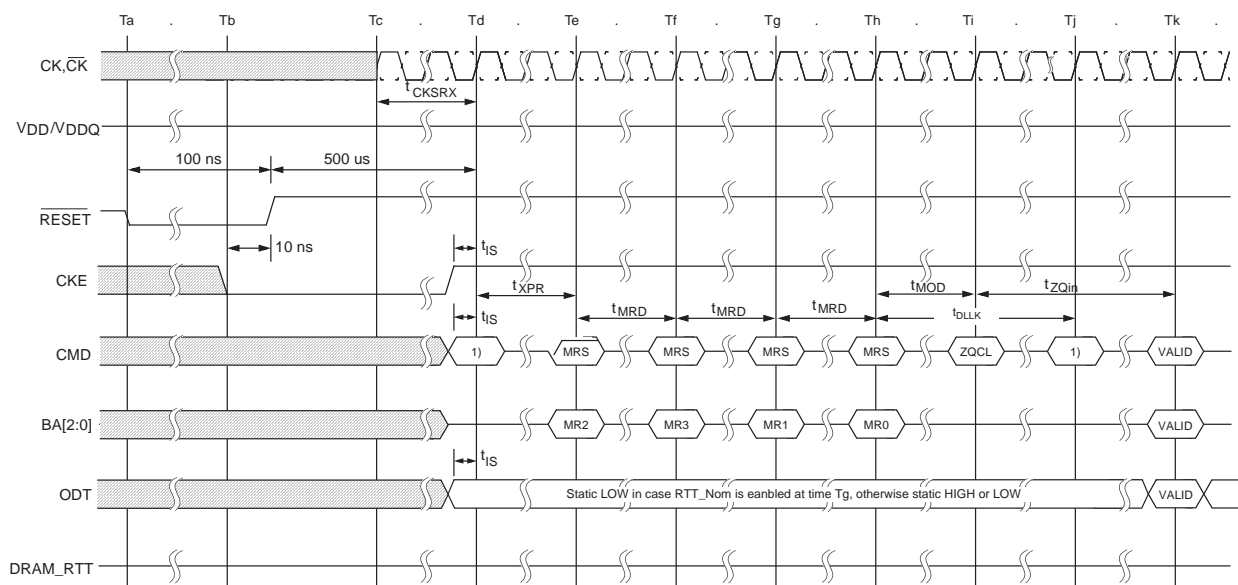 Ta . Tb . Tc . Td . Te . Tf . Tg . Th . Ti . Tj . Tk .
CK,CK
tCKSRX
VDD/VDDQ
100 ns 500 us
RESET
10 ns tIS
CKE
tXPR tMOD tZQin
tIS tMRD tMRD tMRD tDLLK
CMD 1) MRS MRS MRS MRS ZQCL 1) VALID
BA[2:0] MR2 MR3 MR1 MR0 VALID
tIS
ODT Static LOW in case RTT_Nom is eanbled at time Tg, otherwise static HIGH or LOW VALID
DRAM_RTT